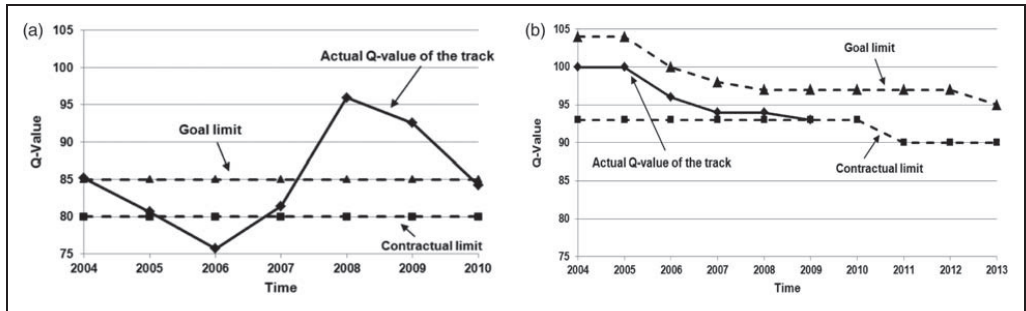 (a)
105
100
95
90
85
80
75
Q-Value
Actual Q-value of the track
Goal limit
Contractual limit
2004 2005 2006 2007 2008 2009 2010
Time
(b)
105
100
95
90
85
80
75
Q-Value
Goal limit
Actual Q-value of the track
Contractual limit
2004 2005 2006 2007 2008 2009 2010 2011 2012 2013
Time